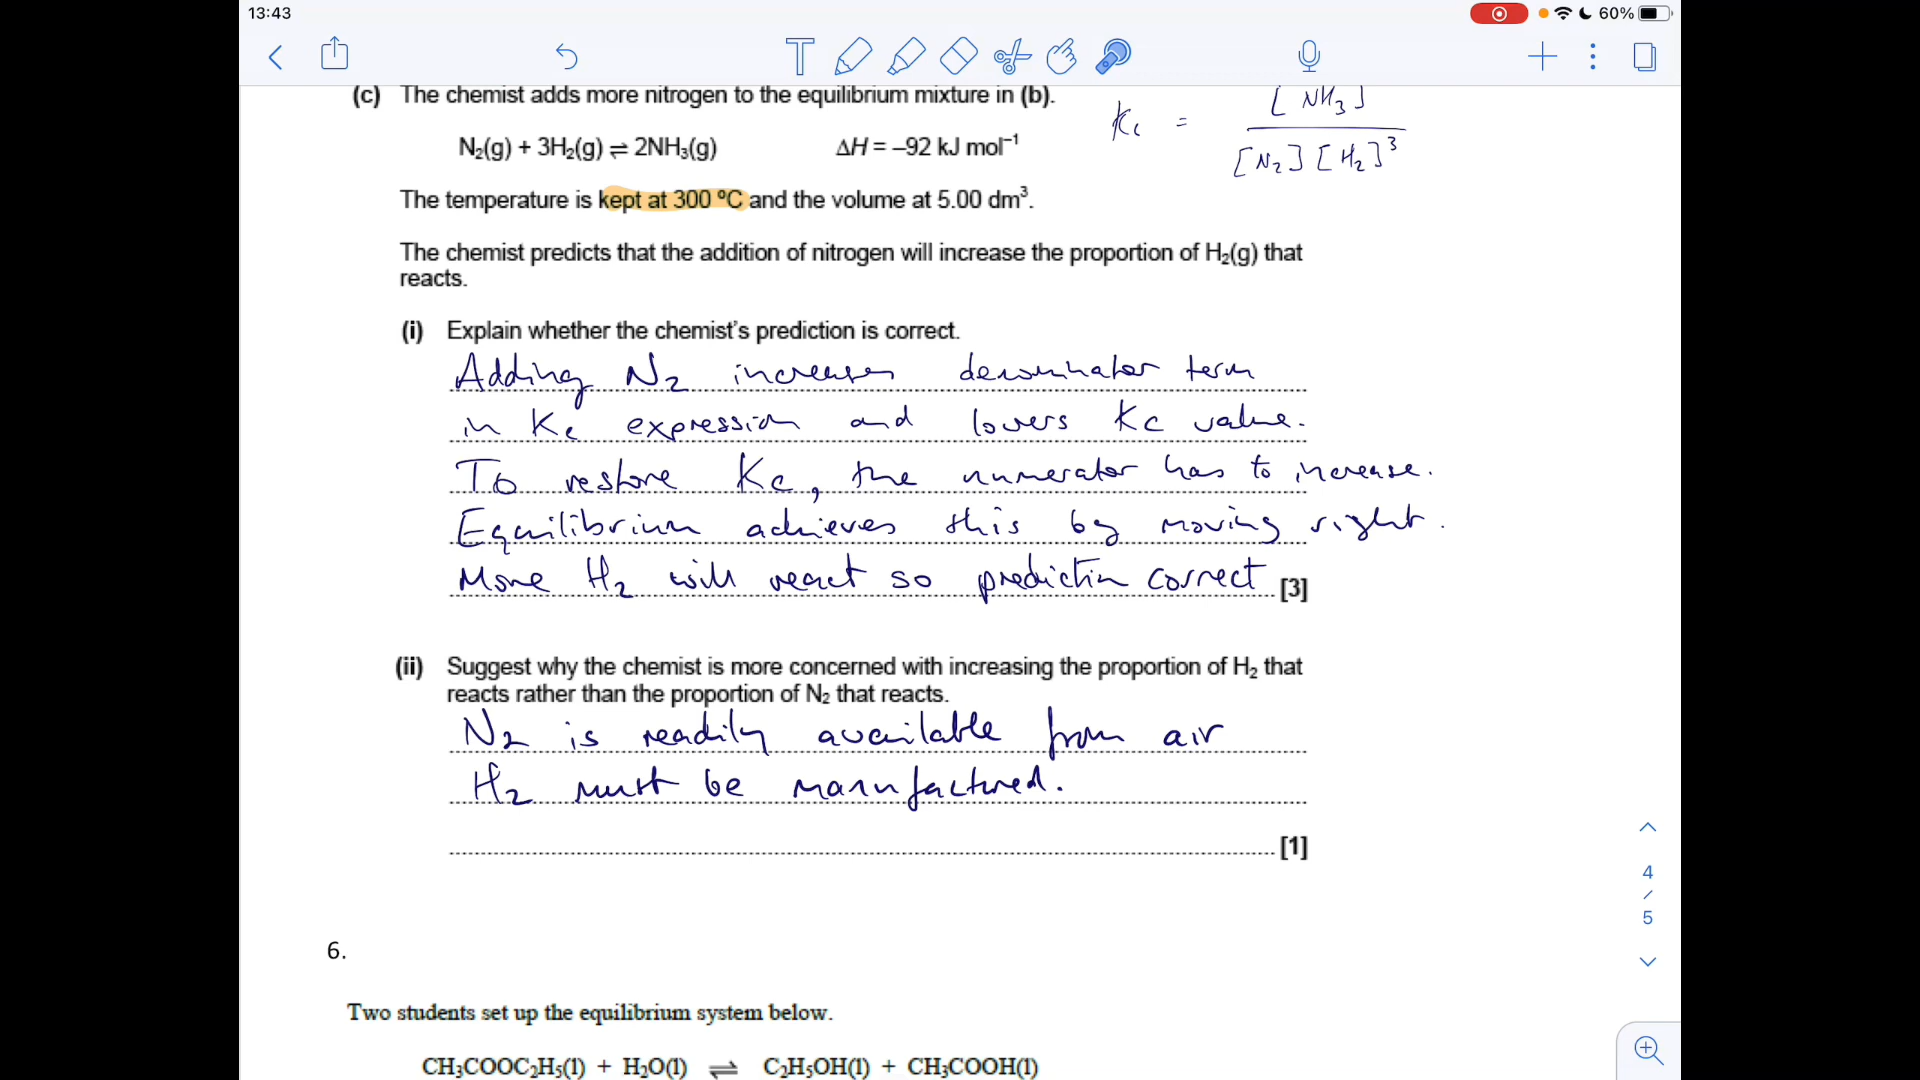 13:43
60%
(c) The chemist adds more nitrogen to the equilibrium mixture in (b).
Kc = [NH3] / [N2][H2]³
N₂(g) + 3H₂(g) ⇌ 2NH₃(g) ΔH = –92 kJ mol⁻¹
The temperature is kept at 300 ºC and the volume at 5.00 dm³.
The chemist predicts that the addition of nitrogen will increase the proportion of H₂(g) that
reacts.
(i) Explain whether the chemist's prediction is correct.
Adding N₂ increases denominator term
in Kc expression and lowers Kc value.
To restore Kc, the numerator has to increase.
Equilibrium achieves this by moving right.
More H₂ will react so prediction correct [3]
(ii) Suggest why the chemist is more concerned with increasing the proportion of H₂ that
reacts rather than the proportion of N₂ that reacts.
N₂ is readily available from air
H₂ must be manufactured.
[1]
4
/
5
6.
Two students set up the equilibrium system below.
CH₃COOC₂H₅(l) + H₂O(l) ⇌ C₂H₅OH(l) + CH₃COOH(l)